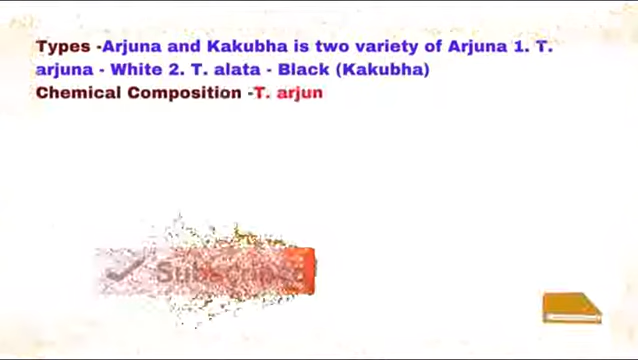 Types -Arjuna and Kakubha is two variety of Arjuna 1. T.
arjuna - White 2. T. alata - Black (Kakubha)
Chemical Composition -T. arjun
Subscribed